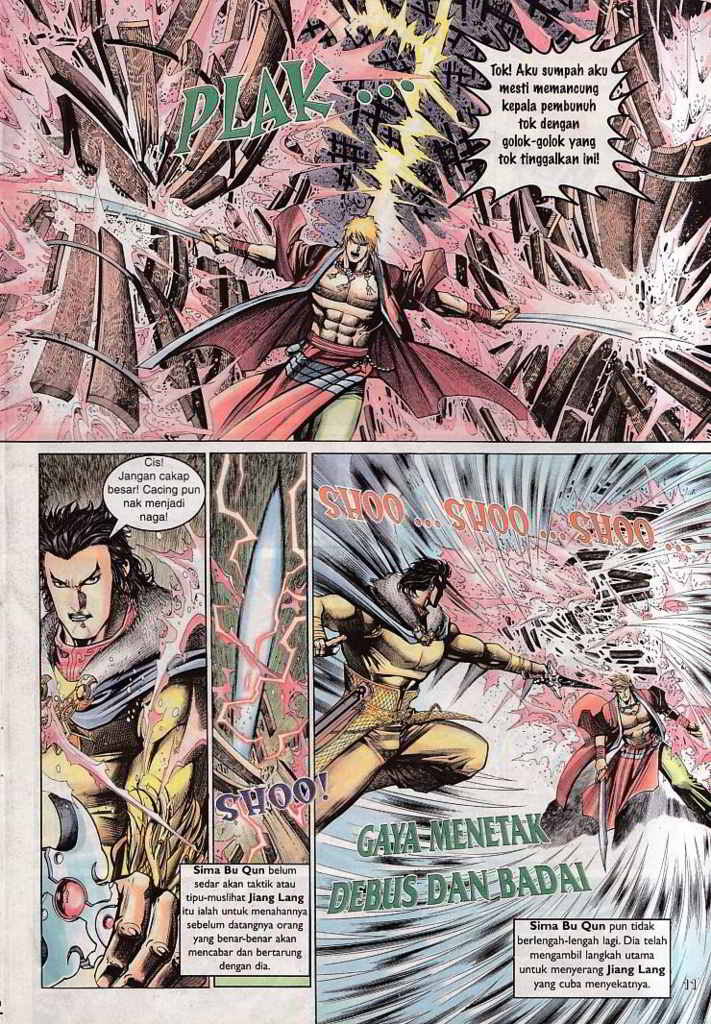 PLAK ...
Tok! Aku sumpah aku
mesti memancung
kepala pembunuh
tok dengan
golok-golok yang
tok tinggalkan ini!
Cis!
Jangan cakap
besar! Cacing pun
nak menjadi
naga!
SHOO!
Sima Bu Qun belum
sedar akan taktik atau
tipu-muslihat Jiang Lang
itu ialah untuk menahannya
sebelum datangnya orang
yang benar-benar akan
mencabar dan bertarung
dengan dia.
SHOO ... SHOO ... SHOO ...
GAYA MENETAK
DEBUS DAN BADAI
Sima Bu Qun pun tidak
berlengah-lengah lagi. Dia telah
mengambil langkah utama
untuk menyerang Jiang Lang
yang cuba menyekatnya.
11